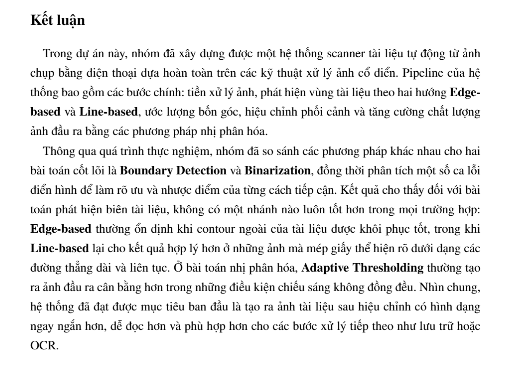 Kết luận
Trong dự án này, nhóm đã xây dựng được một hệ thống scanner tài liệu tự động từ ảnh
chụp bằng điện thoại dựa hoàn toàn trên các kỹ thuật xử lý ảnh cổ điển. Pipeline của hệ
thống bao gồm các bước chính: tiền xử lý ảnh, phát hiện vùng tài liệu theo hai hướng Edge-
based và Line-based, ước lượng bốn góc, hiệu chỉnh phối cảnh và tăng cường chất lượng
ảnh đầu ra bằng các phương pháp nhị phân hóa.
Thông qua quá trình thực nghiệm, nhóm đã so sánh các phương pháp khác nhau cho hai
bài toán cốt lõi là Boundary Detection và Binarization, đồng thời phân tích một số ca lỗi
điển hình để làm rõ ưu và nhược điểm của từng cách tiếp cận. Kết quả cho thấy đối với bài
toán phát hiện biên tài liệu, không có một nhánh nào luôn tốt hơn trong mọi trường hợp:
Edge-based thường ổn định khi contour ngoài của tài liệu được khôi phục tốt, trong khi
Line-based lại cho kết quả hợp lý hơn ở những ảnh mà mép giấy thể hiện rõ dưới dạng các
đường thẳng dài và liên tục. Ở bài toán nhị phân hóa, Adaptive Thresholding thường tạo
ra ảnh đầu ra cân bằng hơn trong những điều kiện chiếu sáng không đồng đều. Nhìn chung,
hệ thống đã đạt được mục tiêu ban đầu là tạo ra ảnh tài liệu sau hiệu chỉnh có hình dạng
ngay ngắn hơn, dễ đọc hơn và phù hợp hơn cho các bước xử lý tiếp theo như lưu trữ hoặc
OCR.